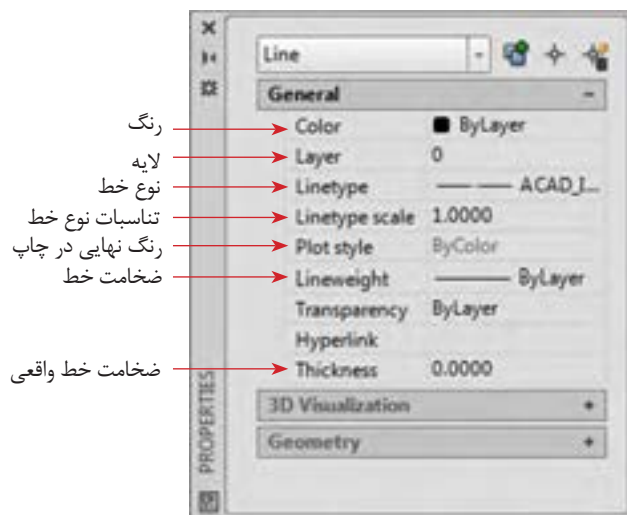 Line
General
رنگ Color ByLayer
لایه Layer 0
نوع خط Linetype ACAD_I...
تناسبات نوع خط Linetype scale 1.0000
رنگ نهایی در چاپ Plot style ByColor
ضخامت خط Lineweight ByLayer
Transparency ByLayer
Hyperlink
ضخامت خط واقعی Thickness 0.0000
3D Visualization
Geometry
PROPERTIES